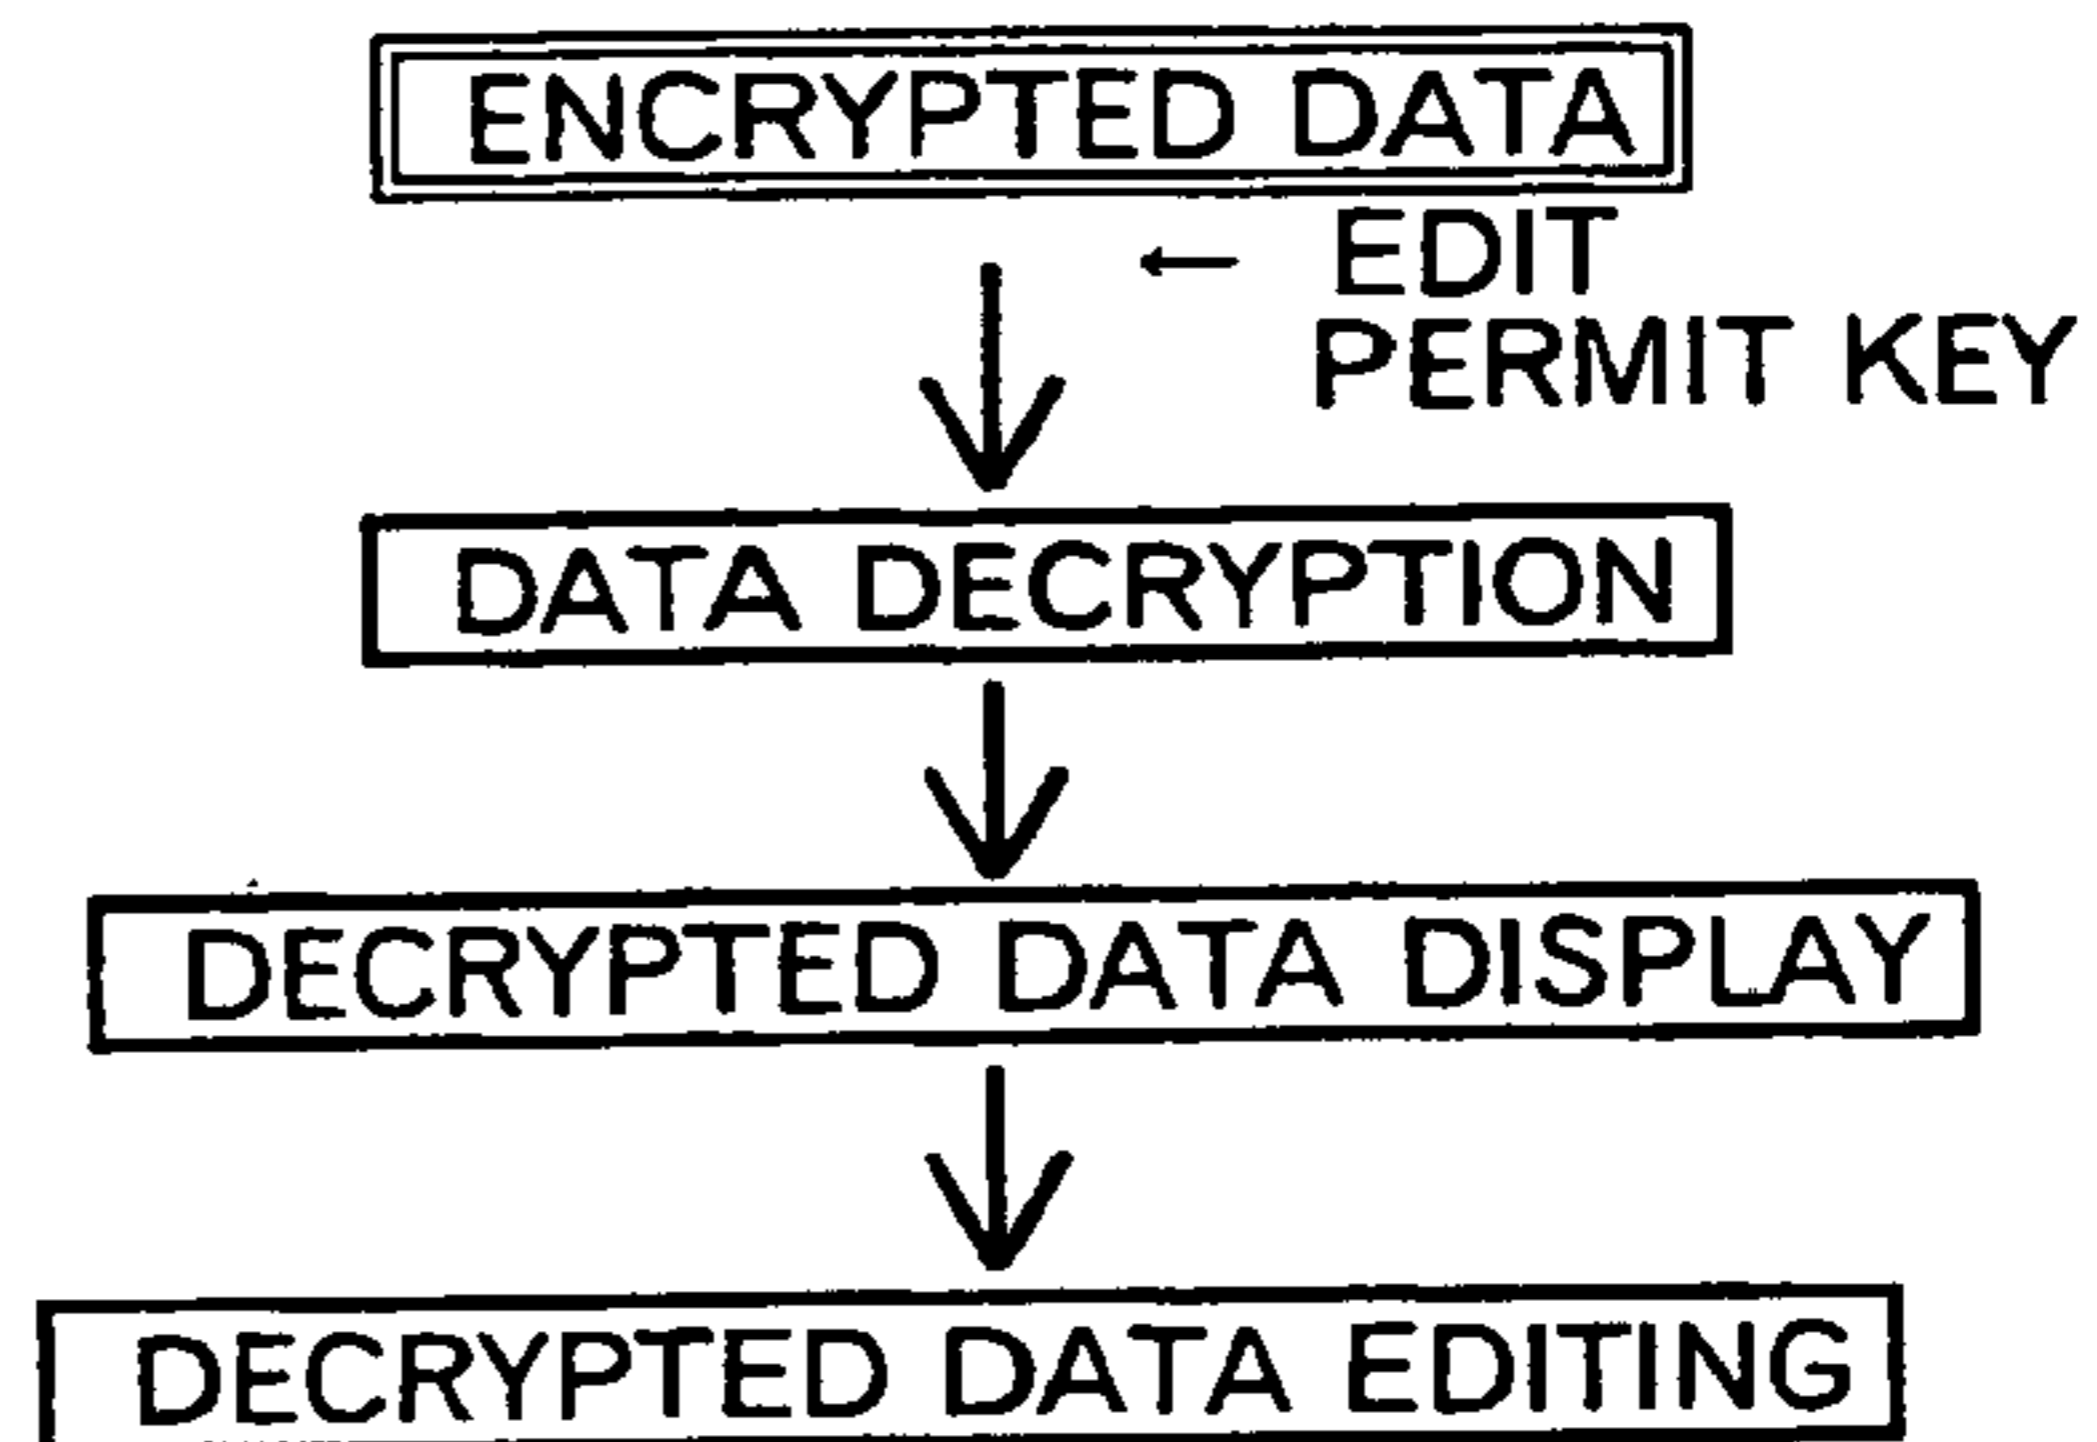 ENCRYPTED DATA
← EDIT
PERMIT KEY
DATA DECRYPTION
DECRYPTED DATA DISPLAY
DECRYPTED DATA EDITING